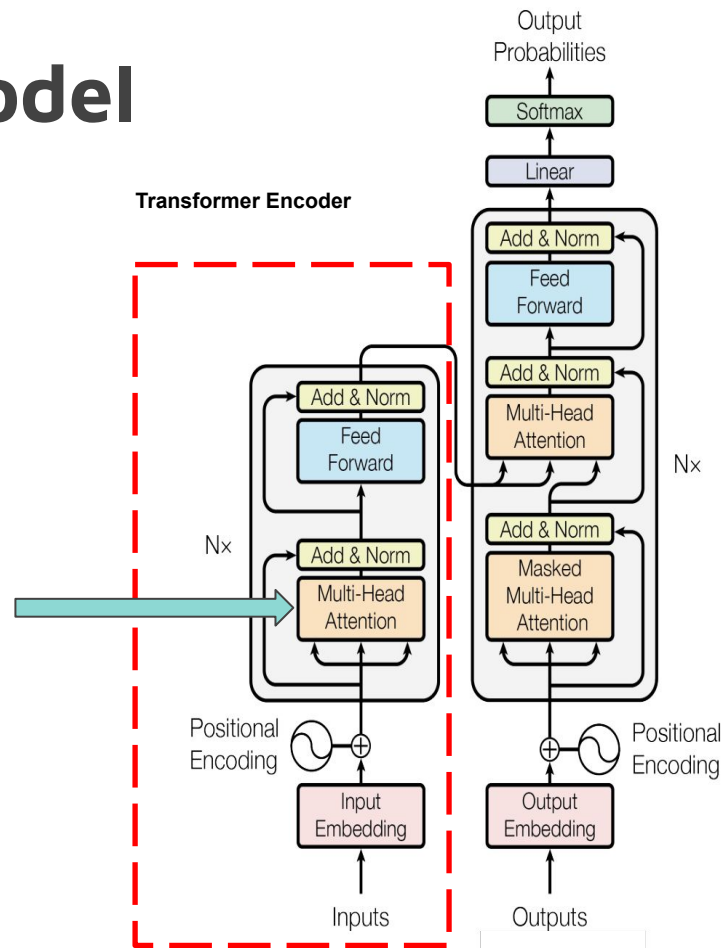 odel
Transformer Encoder
Output
Probabilities
Softmax
Linear
Add & Norm
Feed
Forward
Add & Norm
Multi-Head
Attention
Nx
Add & Norm
Masked
Multi-Head
Attention
Positional
Encoding
Output
Embedding
Outputs
Add & Norm
Feed
Forward
Nx
Add & Norm
Multi-Head
Attention
Positional
Encoding
Input
Embedding
Inputs